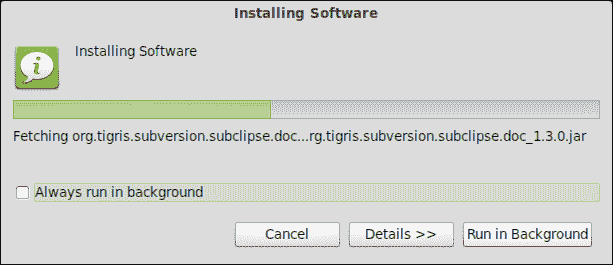 Installing Software
Installing Software
Fetching org.tigris.subversion.subclipse.doc...rg.tigris.subversion.subclipse.doc_1.3.0.jar
Always run in background
Cancel
Details >>
Run in Background